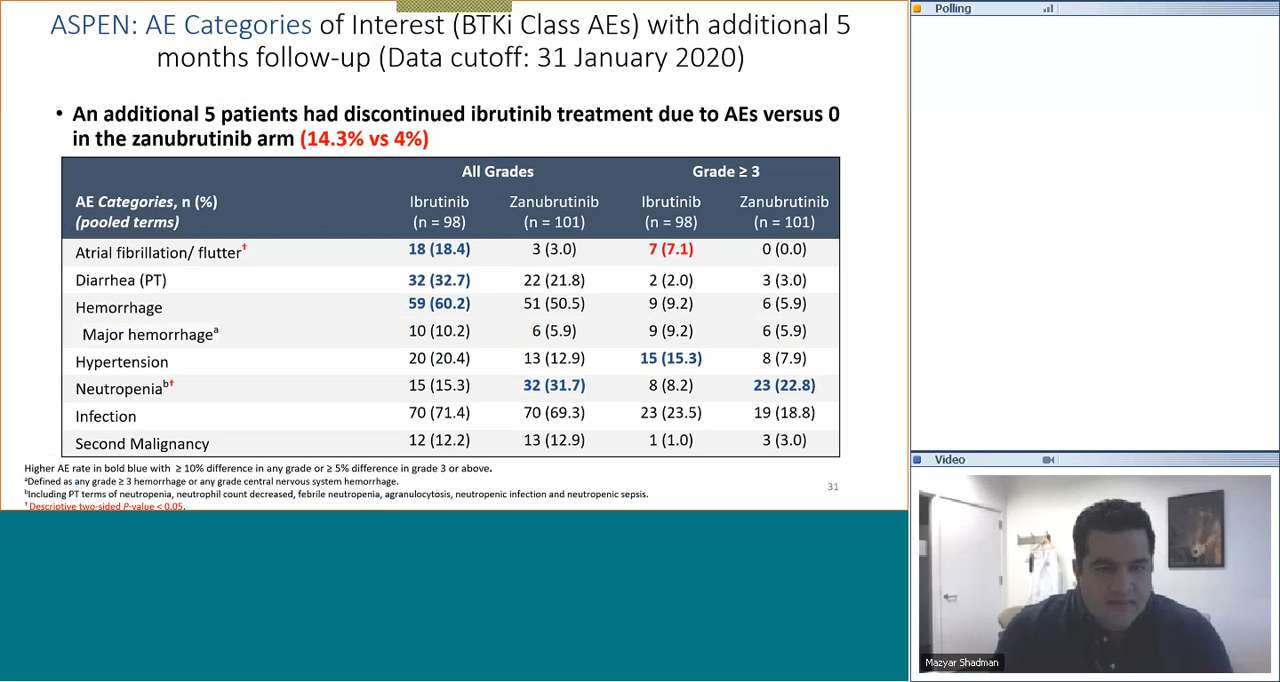 ASPEN: AE Categories of Interest (BTKi Class AEs) with additional 5
months follow-up (Data cutoff: 31 January 2020)
• An additional 5 patients had discontinued ibrutinib treatment due to AEs versus 0
in the zanubrutinib arm (14.3% vs 4%)
All Grades Grade ≥ 3
AE Categories, n (%)
(pooled terms)
Ibrutinib
(n = 98)
Zanubrutinib
(n = 101)
Ibrutinib
(n = 98)
Zanubrutinib
(n = 101)
Atrial fibrillation/ flutter† 18 (18.4) 3 (3.0) 7 (7.1) 0 (0.0)
Diarrhea (PT) 32 (32.7) 22 (21.8) 2 (2.0) 3 (3.0)
Hemorrhage 59 (60.2) 51 (50.5) 9 (9.2) 6 (5.9)
Major hemorrhageᵃ 10 (10.2) 6 (5.9) 9 (9.2) 6 (5.9)
Hypertension 20 (20.4) 13 (12.9) 15 (15.3) 8 (7.9)
Neutropeniaᵇ† 15 (15.3) 32 (31.7) 8 (8.2) 23 (22.8)
Infection 70 (71.4) 70 (69.3) 23 (23.5) 19 (18.8)
Second Malignancy 12 (12.2) 13 (12.9) 1 (1.0) 3 (3.0)
Higher AE rate in bold blue with ≥ 10% difference in any grade or ≥ 5% difference in grade 3 or above.
ᵃDefined as any grade ≥ 3 hemorrhage or any grade central nervous system hemorrhage.
ᵇIncluding PT terms of neutropenia, neutrophil count decreased, febrile neutropenia, agranulocytosis, neutropenic infection and neutropenic sepsis.
†Descriptive two-sided P-value < 0.05.
31
Polling
Video
Mazyar Shadman